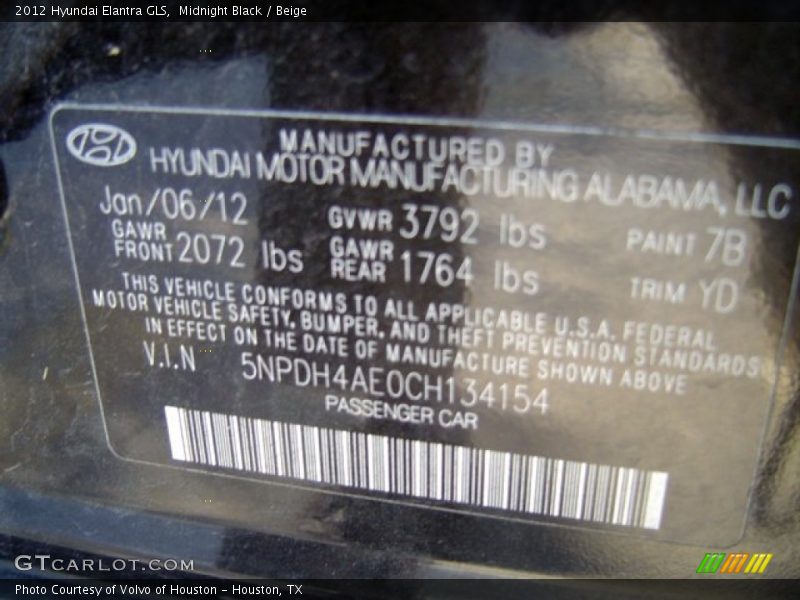 2012 Hyundai Elantra GLS, Midnight Black / Beige
MANUFACTURED BY
HYUNDAI MOTOR MANUFACTURING ALABAMA, LLC
Jan/06/12 GVWR 3792 lbs PAINT 7B
GAWR FRONT 2072 lbs GAWR REAR 1764 lbs TRIM YD
THIS VEHICLE CONFORMS TO ALL APPLICABLE U.S.A. FEDERAL
MOTOR VEHICLE SAFETY, BUMPER, AND THEFT PREVENTION STANDARDS
IN EFFECT ON THE DATE OF MANUFACTURE SHOWN ABOVE
V.I.N 5NPDH4AE0CH134154
PASSENGER CAR
GTCARLOT.COM
Photo Courtesy of Volvo of Houston - Houston, TX